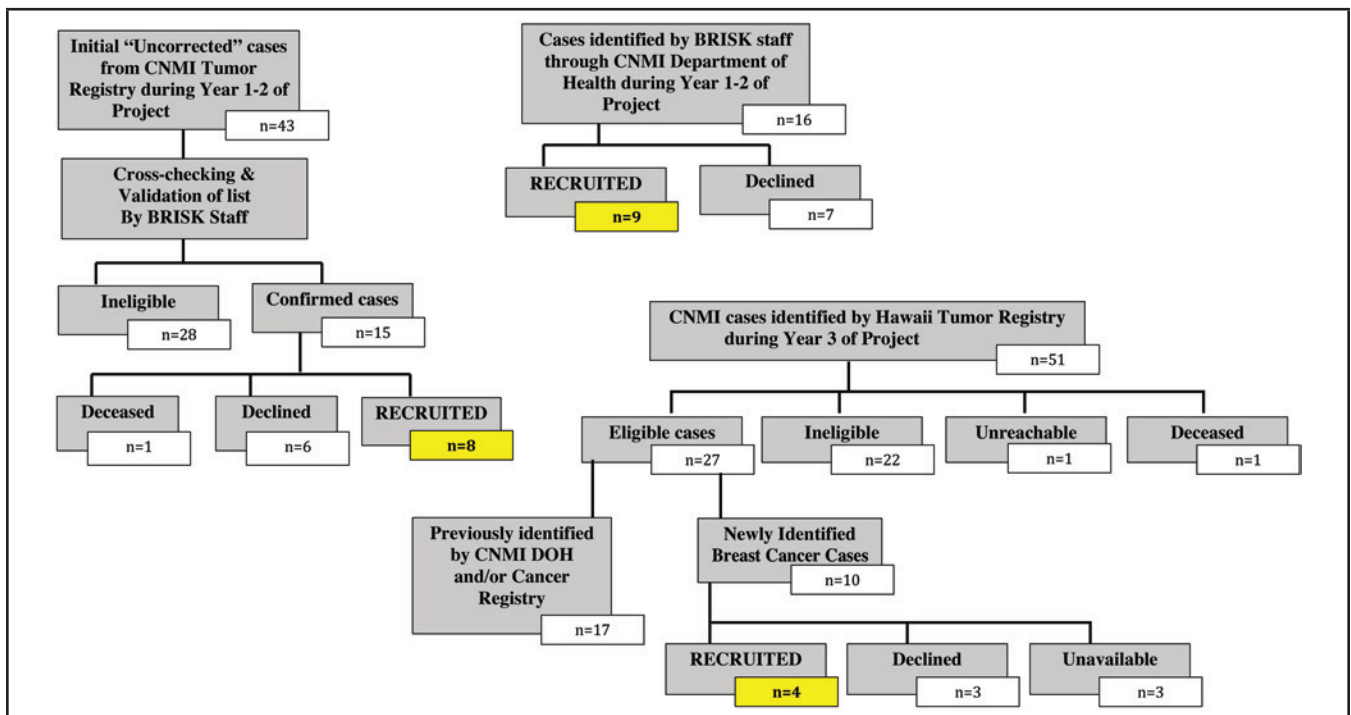 Initial “Uncorrected” cases
from CNMI Tumor
Registry during Year 1-2 of
Project
n=43
Cross-checking &
Validation of list
By BRISK Staff
Ineligible
n=28
Confirmed cases
n=15
Deceased
n=1
Declined
n=6
RECRUITED
n=8
Cases identified by BRISK staff
through CNMI Department of
Health during Year 1-2 of
Project
n=16
RECRUITED
n=9
Declined
n=7
CNMI cases identified by Hawaii Tumor Registry
during Year 3 of Project
n=51
Eligible cases
n=27
Ineligible
n=22
Unreachable
n=1
Deceased
n=1
Previously identified
by CNMI DOH
and/or Cancer
Registry
n=17
Newly Identified
Breast Cancer Cases
n=10
RECRUITED
n=4
Declined
n=3
Unavailable
n=3